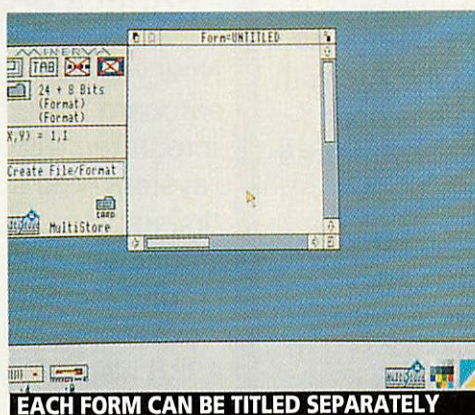 Form=UNTITLED
MINERVA
TAB
24 + 8 Bits
(Format)
(Format)
X,Y) = 1,1
Create File/Format
CARD
MultiStore
EACH FORM CAN BE TITLED SEPARATELY